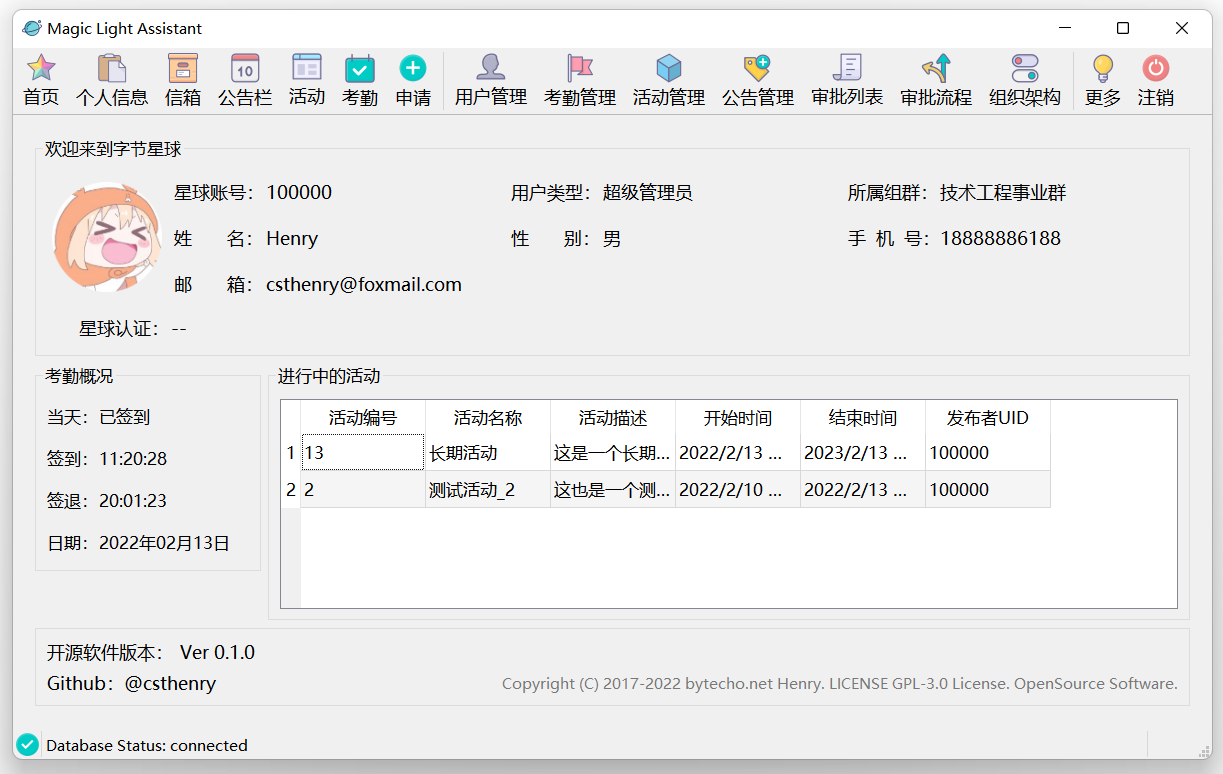 Magic Light Assistant
首页 个人信息 信箱 公告栏 活动 考勤 申请 用户管理 考勤管理 活动管理 公告管理 审批列表 审批流程 组织架构 更多 注销
10
欢迎来到字节星球
星球账号: 100000 用户类型: 超级管理员 所属组群: 技术工程事业群
姓 名: Henry 性 别: 男 手 机 号: 18888886188
邮 箱: csthenry@foxmail.com
星球认证: --
考勤概况
当天: 已签到
签到: 11:20:28
签退: 20:01:23
日期: 2022年02月13日
进行中的活动
活动编号 活动名称 活动描述 开始时间 结束时间 发布者UID
1 13 长期活动 这是一个长期... 2022/2/13 ... 2023/2/13 ... 100000
2 2 测试活动_2 这也是一个测... 2022/2/10 ... 2022/2/13 ... 100000
开源软件版本: Ver 0.1.0
Github: @csthenry
Copyright (C) 2017-2022 bytecho.net Henry. LICENSE GPL-3.0 License. OpenSource Software.
Database Status: connected